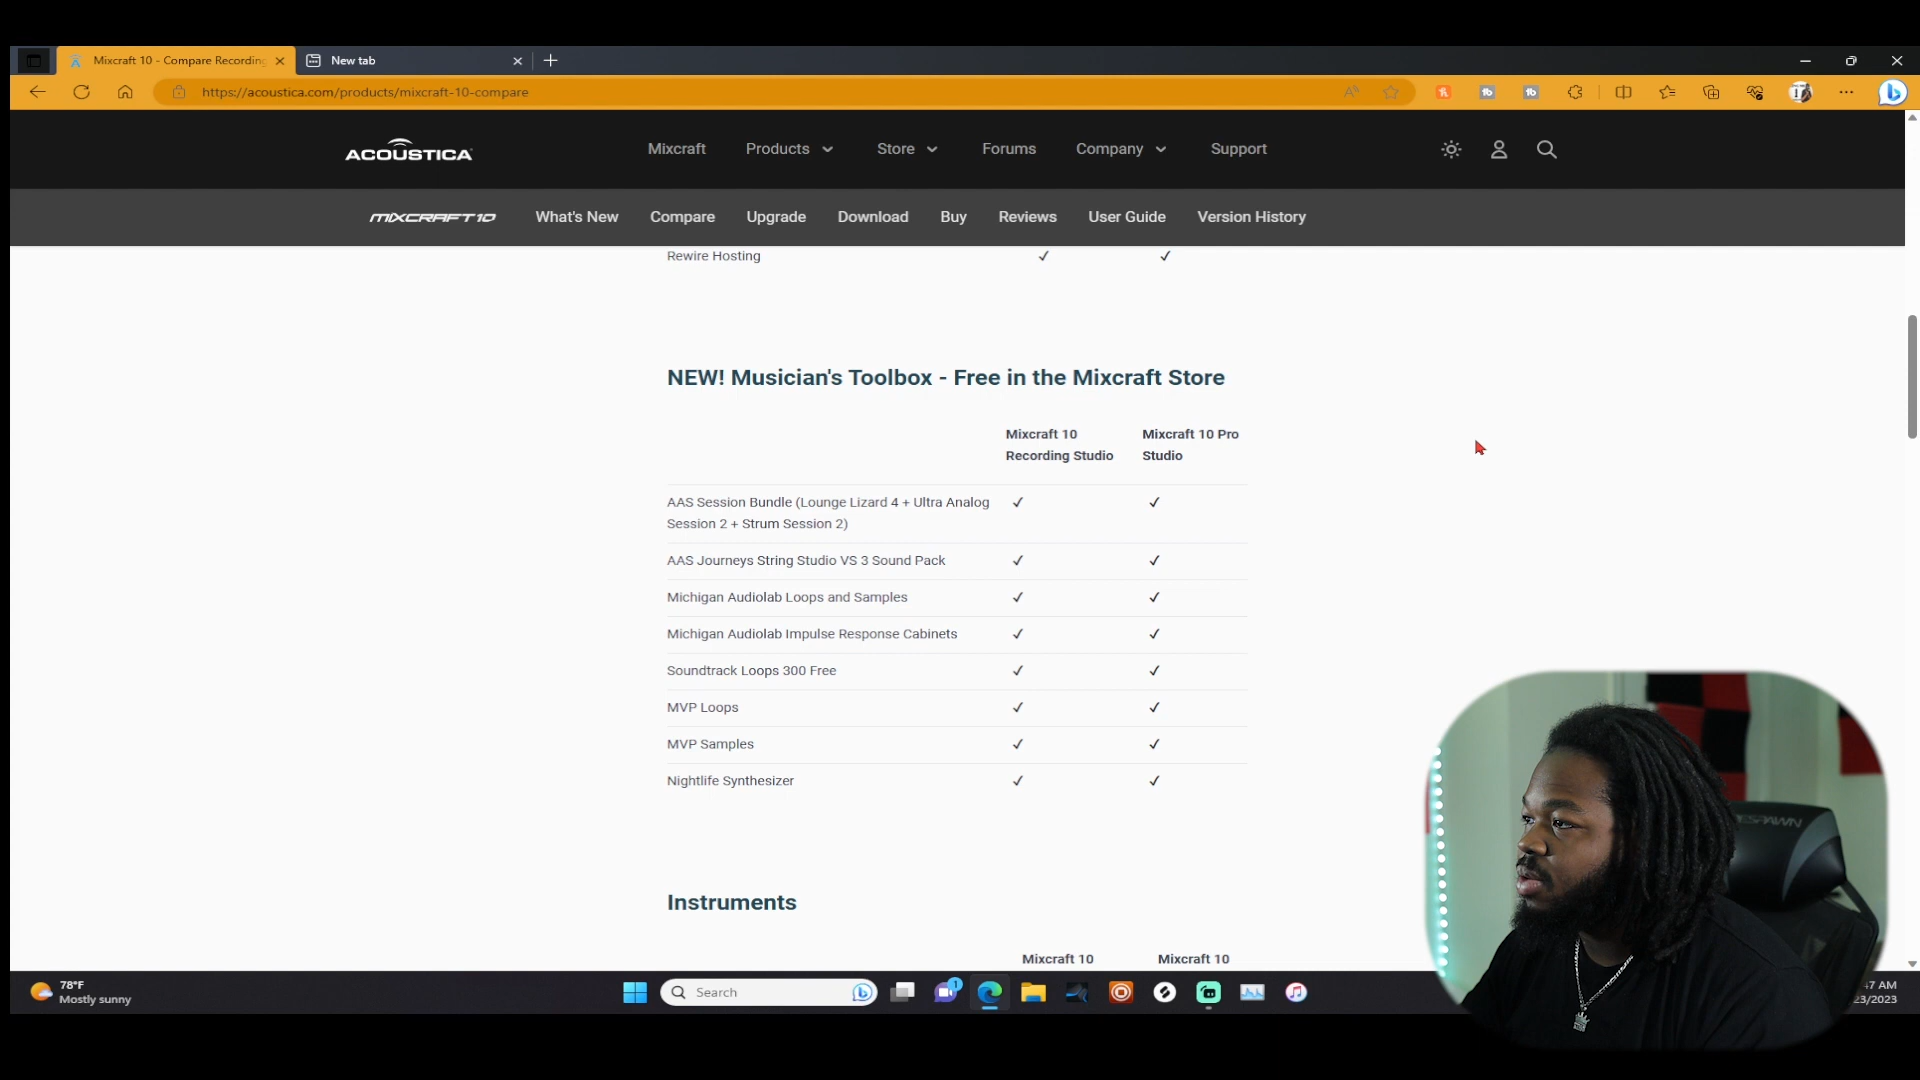 Mixcraft 10 - Compare Recording
New tab
https://acoustica.com/products/mixcraft-10-compare
ACOUSTICA
Mixcraft
Products
Store
Forums
Company
Support
MIXCRAFT 10
What's New
Compare
Upgrade
Download
Buy
Reviews
User Guide
Version History
Rewire Hosting ✓ ✓
NEW! Musician's Toolbox - Free in the Mixcraft Store
Mixcraft 10 Mixcraft 10 Pro
Recording Studio Studio
AAS Session Bundle (Lounge Lizard 4 + Ultra Analog ✓ ✓
Session 2 + Strum Session 2)
AAS Journeys String Studio VS 3 Sound Pack ✓ ✓
Michigan Audiolab Loops and Samples ✓ ✓
Michigan Audiolab Impulse Response Cabinets ✓ ✓
Soundtrack Loops 300 Free ✓ ✓
MVP Loops ✓ ✓
MVP Samples ✓ ✓
Nightlife Synthesizer ✓ ✓
Instruments
Mixcraft 10 Mixcraft 10
78°F
Mostly sunny
Search
1
:47 AM
23/2023